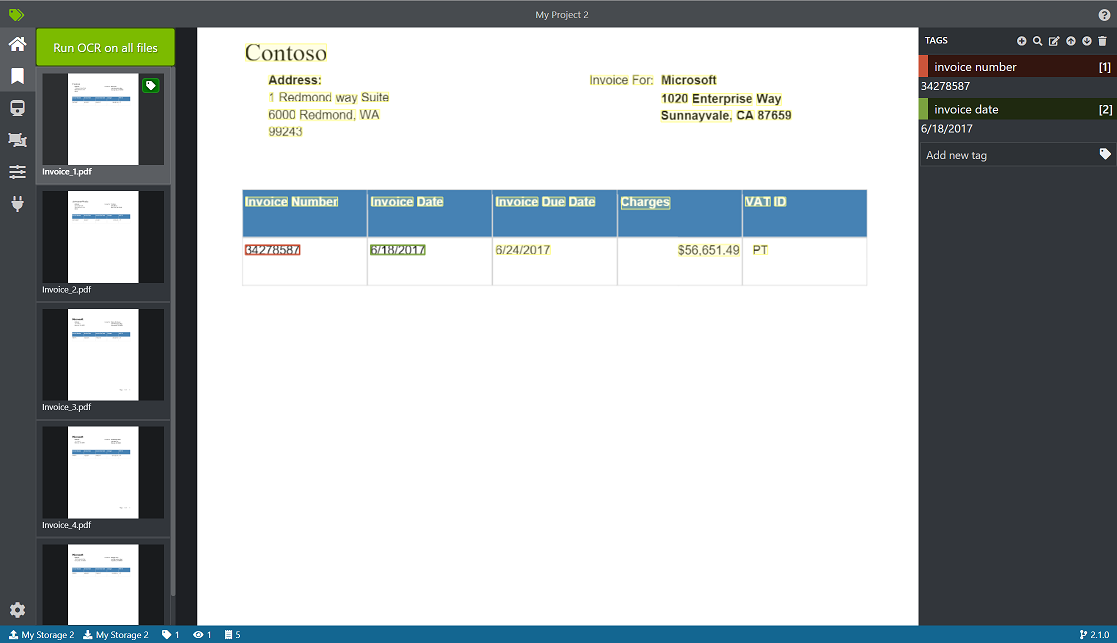 My Project 2
Run OCR on all files
Invoice_1.pdf
Invoice_2.pdf
Invoice_3.pdf
Invoice_4.pdf
Contoso
Address:
1 Redmond way Suite
6000 Redmond, WA
99243
Invoice For: Microsoft
1020 Enterprise Way
Sunnayvale, CA 87659
Invoice Number Invoice Date Invoice Due Date Charges VAT ID
34278587 6/18/2017 6/24/2017 $56,651.49 PT
TAGS
invoice number [1]
34278587
invoice date [2]
6/18/2017
Add new tag
My Storage 2 My Storage 2 1 1 5 2.1.0